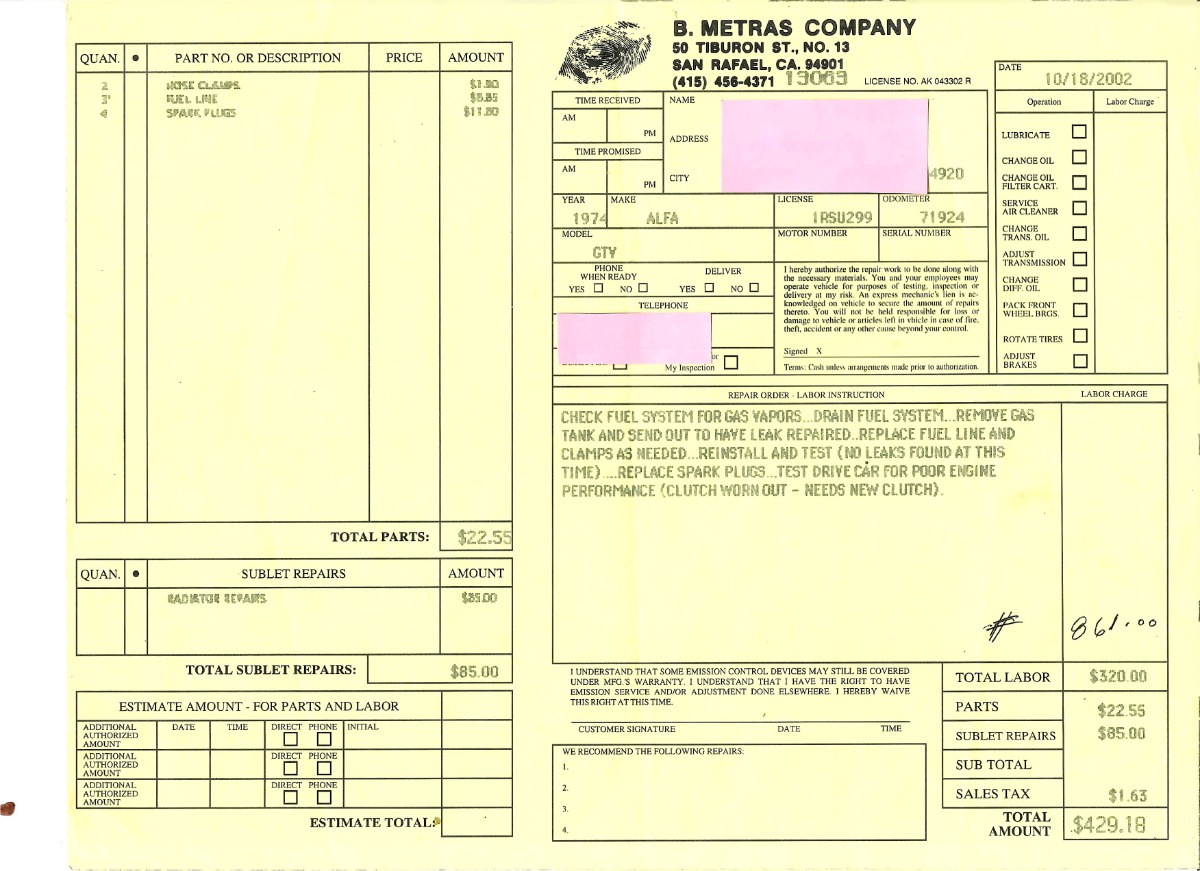 B. METRAS COMPANY
50 TIBURON ST., NO. 13
SAN RAFAEL, CA. 94901
(415) 456-4371 13063 LICENSE NO. AK 043302 R
DATE
10/18/2002
QUAN. • PART NO. OR DESCRIPTION PRICE AMOUNT
2 HOSE CLAMPS $1.90
3' FUEL LINE
4 SPARK PLUGS
TOTAL PARTS: $22.55
QUAN. • SUBLET REPAIRS AMOUNT
RADIATOR REPAIRS $85.00
TOTAL SUBLET REPAIRS: $85.00
ESTIMATE AMOUNT - FOR PARTS AND LABOR
ADDITIONAL AUTHORIZED AMOUNT DATE TIME DIRECT PHONE INITIAL
ADDITIONAL AUTHORIZED AMOUNT DIRECT PHONE
ADDITIONAL AUTHORIZED AMOUNT DIRECT PHONE
ESTIMATE TOTAL:
TIME RECEIVED
AM
PM
TIME PROMISED
AM
PM
NAME
ADDRESS
CITY
4920
YEAR MAKE LICENSE ODOMETER
1974 ALFA 1RSU299 71924
MODEL MOTOR NUMBER SERIAL NUMBER
GTV
PHONE WHEN READY
YES NO
DELIVER
YES NO
TELEPHONE
or
My Inspection
I hereby authorize the repair work to be done along with
the necessary materials. You and your employees may
operate vehicle for purposes of testing, inspection or
delivery at my risk. An express mechanic's lien is ac-
knowledged on vehicle to secure the amount of repairs
thereto. You will not be held responsible for loss or
damage to vehicle or articles left in vhicle in case of fire,
theft, accident or any other cause beyond your control.
Signed X
Terms: Cash unless arrangements made prior to authorization.
Operation Labor Charge
LUBRICATE
CHANGE OIL
CHANGE OIL
FILTER CART.
SERVICE
AIR CLEANER
CHANGE
TRANS. OIL
ADJUST
TRANSMISSION
CHANGE
DIFF. OIL
PACK FRONT
WHEEL BRGS.
ROTATE TIRES
ADJUST
BRAKES
REPAIR ORDER - LABOR INSTRUCTION LABOR CHARGE
CHECK FUEL SYSTEM FOR GAS VAPORS...DRAIN FUEL SYSTEM...REMOVE GAS
TANK AND SEND OUT TO HAVE LEAK REPAIRED..REPLACE FUEL LINE AND
CLAMPS AS NEEDED...REINSTALL AND TEST (NO LEAKS FOUND AT THIS
TIME) ....REPLACE SPARK PLUGS...TEST DRIVE CAR FOR POOR ENGINE
PERFORMANCE (CLUTCH WORN OUT - NEEDS NEW CLUTCH).
# 861.00
I UNDERSTAND THAT SOME EMISSION CONTROL DEVICES MAY STILL BE COVERED
UNDER MFG.'S WARRANTY. I UNDERSTAND THAT I HAVE THE RIGHT TO HAVE
EMISSION SERVICE AND/OR ADJUSTMENT DONE ELSEWHERE. I HEREBY WAIVE
THIS RIGHT AT THIS TIME.
CUSTOMER SIGNATURE DATE TIME
WE RECOMMEND THE FOLLOWING REPAIRS:
1.
2.
3.
4.
TOTAL LABOR $320.00
PARTS $22.55
SUBLET REPAIRS $85.00
SUB TOTAL
SALES TAX $1.63
TOTAL AMOUNT $429.18